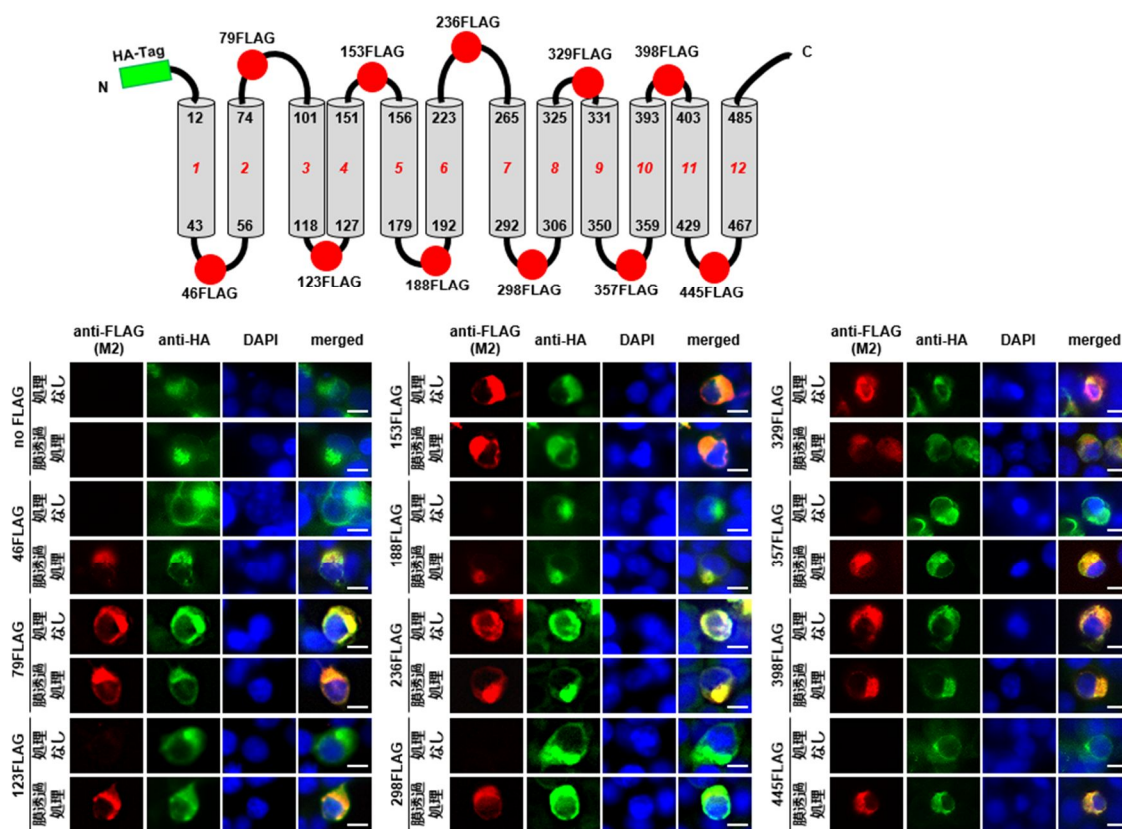 236FLAG
79FLAG
HA-Tag
153FLAG
329FLAG
398FLAG
N
C
12 74 101 151 156 223 265 325 331 393 403 485
1 2 3 4 5 6 7 8 9 10 11 12
43 56 118 127 179 192 292 306 350 359 429 467
46FLAG
123FLAG
188FLAG
298FLAG
357FLAG
445FLAG
anti-FLAG
(M2)
anti-HA
DAPI
merged
no FLAG
処理
なし
膜透過
処理
46FLAG
処理
なし
膜透過
処理
79FLAG
処理
なし
膜透過
処理
123FLAG
処理
なし
膜透過
処理
anti-FLAG
(M2)
anti-HA
DAPI
merged
153FLAG
処理
なし
膜透過
処理
188FLAG
処理
なし
膜透過
処理
236FLAG
処理
なし
膜透過
処理
298FLAG
処理
なし
膜透過
処理
anti-FLAG
(M2)
anti-HA
DAPI
merged
329FLAG
処理
なし
膜透過
処理
357FLAG
処理
なし
膜透過
処理
398FLAG
処理
なし
膜透過
処理
445FLAG
処理
なし
膜透過
処理